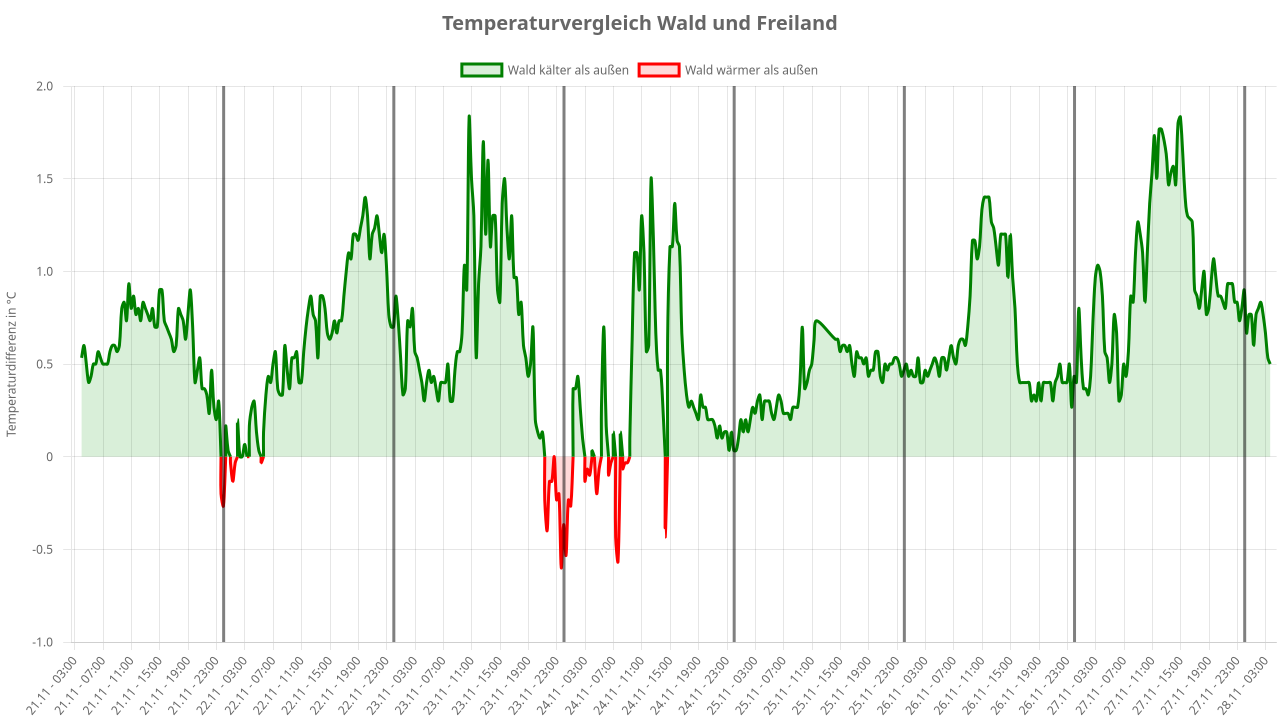 Temperaturvergleich Wald und Freiland
Wald kälter als außen
Wald wärmer als außen
Temperaturdifferenz in °C
2.0
1.5
1.0
0.5
0
-0.5
-1.0
21.11 - 03:00
21.11 - 07:00
21.11 - 11:00
21.11 - 15:00
21.11 - 19:00
21.11 - 23:00
22.11 - 03:00
22.11 - 07:00
22.11 - 11:00
22.11 - 15:00
22.11 - 19:00
22.11 - 23:00
23.11 - 03:00
23.11 - 07:00
23.11 - 11:00
23.11 - 15:00
23.11 - 19:00
23.11 - 23:00
24.11 - 03:00
24.11 - 07:00
24.11 - 11:00
24.11 - 15:00
24.11 - 19:00
24.11 - 23:00
25.11 - 03:00
25.11 - 07:00
25.11 - 11:00
25.11 - 15:00
25.11 - 19:00
25.11 - 23:00
26.11 - 03:00
26.11 - 07:00
26.11 - 11:00
26.11 - 15:00
26.11 - 19:00
26.11 - 23:00
27.11 - 03:00
27.11 - 07:00
27.11 - 11:00
27.11 - 15:00
27.11 - 19:00
27.11 - 23:00
28.11 - 03:00